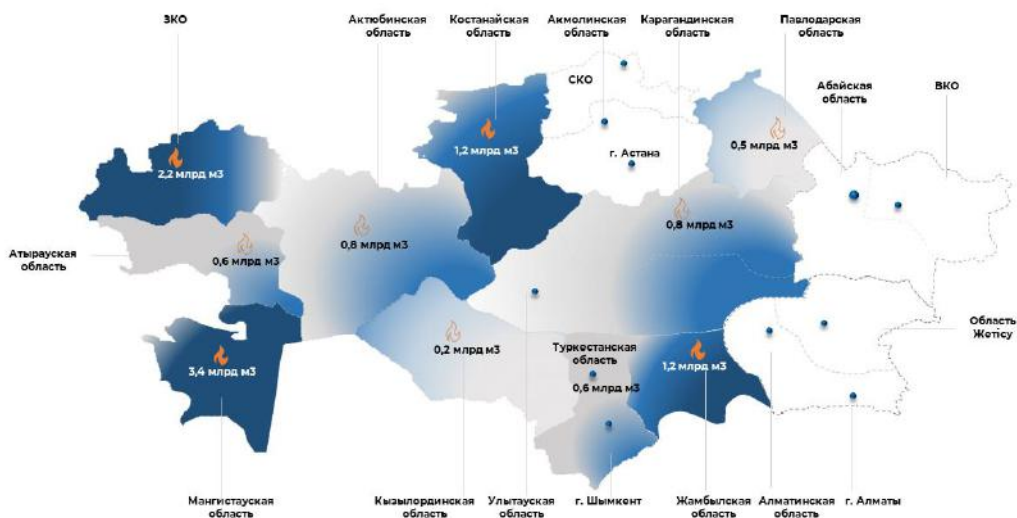 ЗКО
Актюбинская
область
Костанайская
область
Акмолинская
область
Карагандинская
область
Павлодарская
область
СКО
Абайская
область
ВКО
1,2 млрд м3
0,5 млрд м3
г. Астана
2,2 млрд м3
0,8 млрд м3
0,8 млрд м3
Атырауская
область
0,6 млрд м3
Область
Жетісу
0,2 млрд м3
Туркестанская
область
0,6 млрд м3
1,2 млрд м3
3,4 млрд м3
Мангистауская
область
Кызылординская
область
Улытауская
область
г. Шымкент
Жамбылская
область
Алматинская
область
г. Алматы